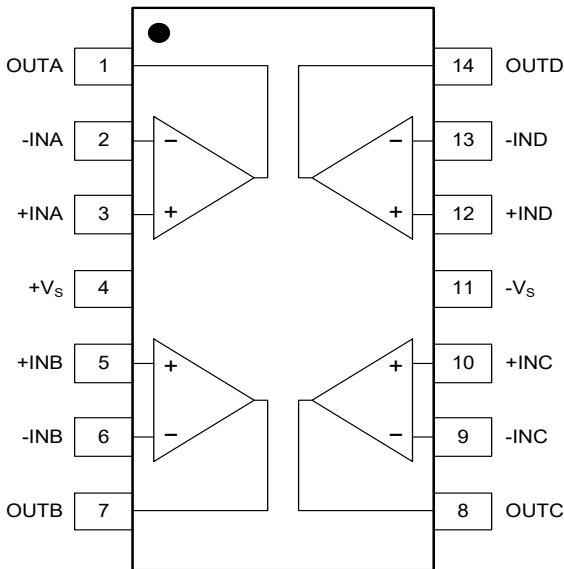 OUTA 1 14 OUTD
-INA 2 − − 13 -IND
+INA 3 + + 12 +IND
+VS 4 11 -VS
+INB 5 + + 10 +INC
-INB 6 − − 9 -INC
OUTB 7 8 OUTC